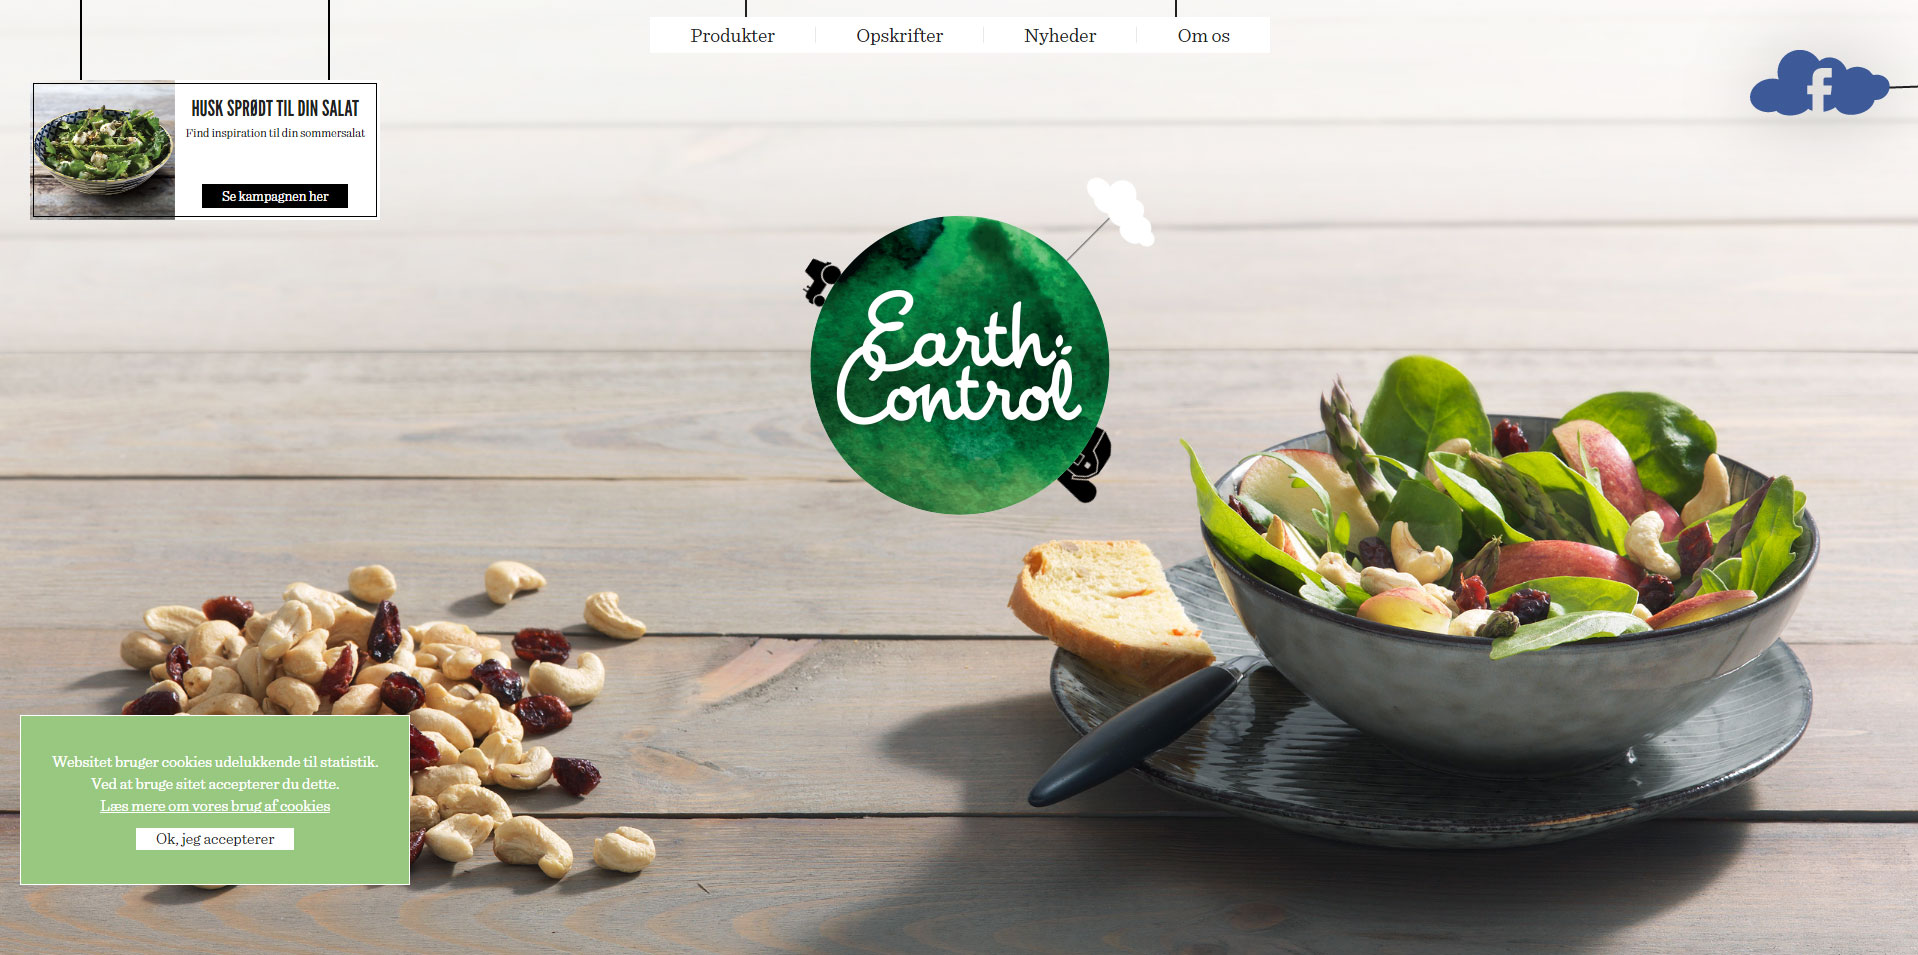 Produkter
Opskrifter
Nyheder
Om os
HUSK SPRØDT TIL DIN SALAT
Find inspiration til din sommersalat
Se kampagnen her
f
Earth
Control
Websitet bruger cookies udelukkende til statistik.
Ved at bruge sitet accepterer du dette.
Læs mere om vores brug af cookies
Ok, jeg accepterer